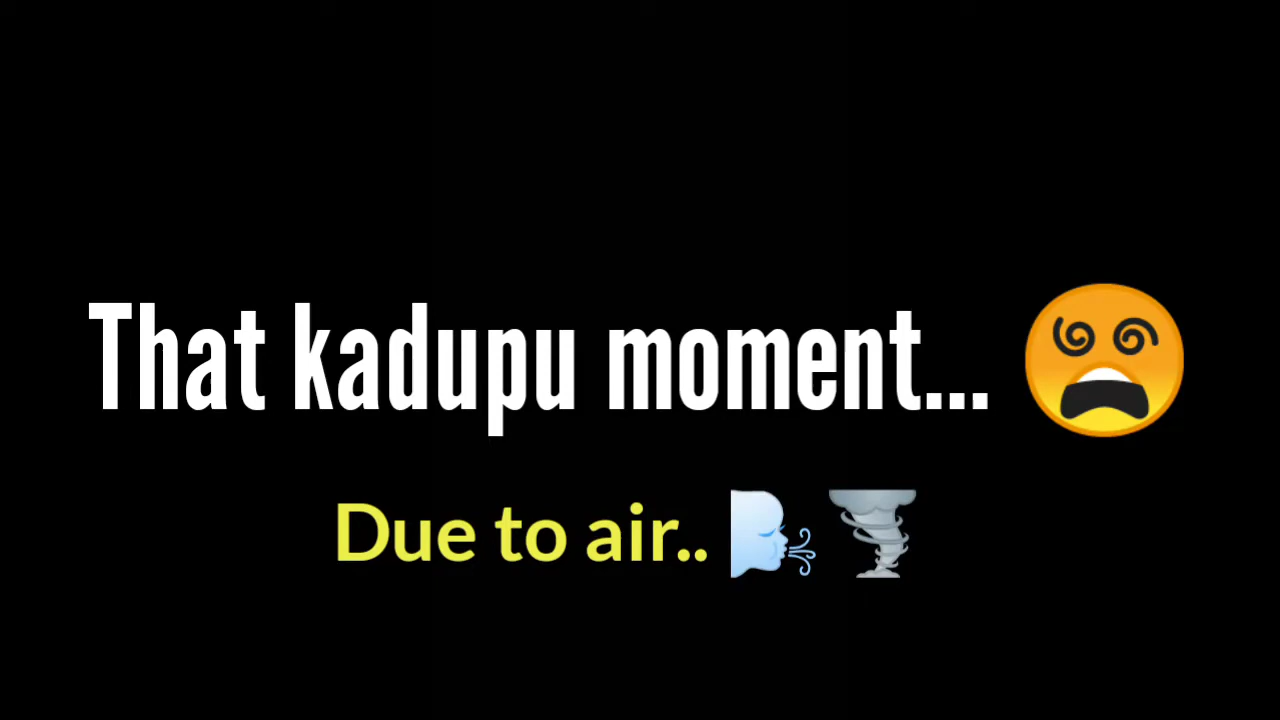 That kadupu moment... 😵
Due to air.. 🌬🌪